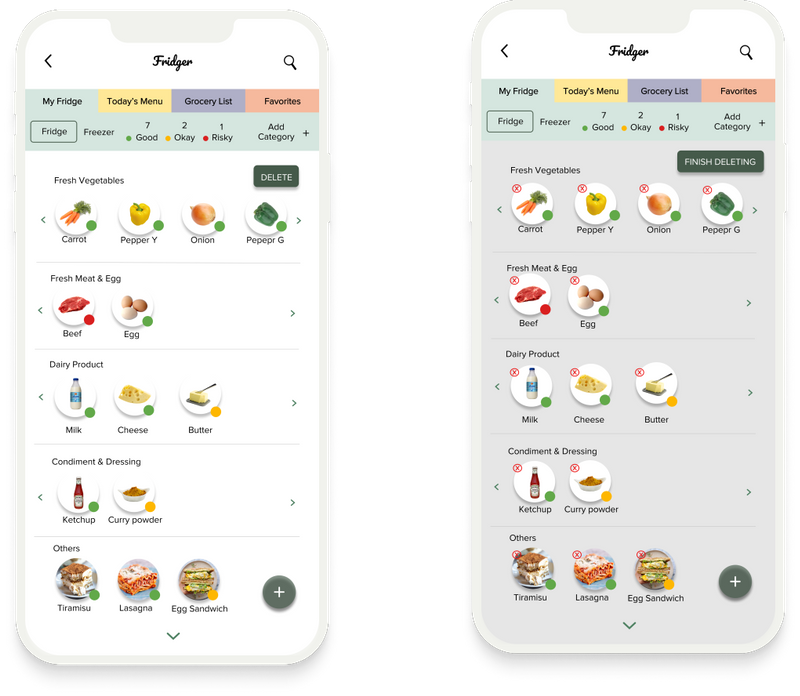 Fridger
My Fridge Today's Menu Grocery List Favorites
Fridge Freezer 7 Good 2 Okay 1 Risky Add Category +
Fresh Vegetables DELETE
Carrot Pepper Y Onion Pepepr G
Fresh Meat & Egg
Beef Egg
Dairy Product
Milk Cheese Butter
Condiment & Dressing
Ketchup Curry powder
Others
Tiramisu Lasagna Egg Sandwich
+
Fridger
My Fridge Today's Menu Grocery List Favorites
Fridge Freezer 7 Good 2 Okay 1 Risky Add Category +
FINISH DELETING
Fresh Vegetables
Carrot Pepper Y Onion Pepepr G
Fresh Meat & Egg
Beef Egg
Dairy Product
Milk Cheese Butter
Condiment & Dressing
Ketchup Curry powder
Others
Tiramisu Lasagna Egg Sandwich
+